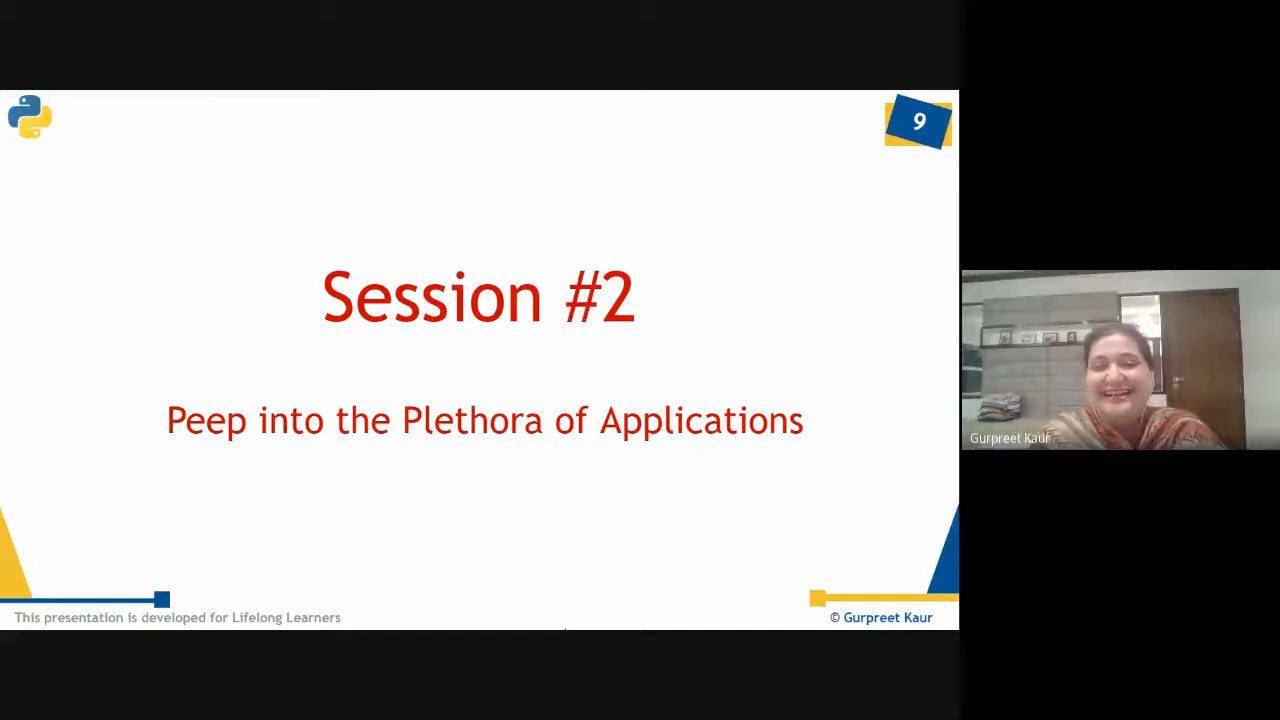 9
Session #2
Peep into the Plethora of Applications
This presentation is developed for Lifelong Learners
© Gurpreet Kaur
Gurpreet Kaur